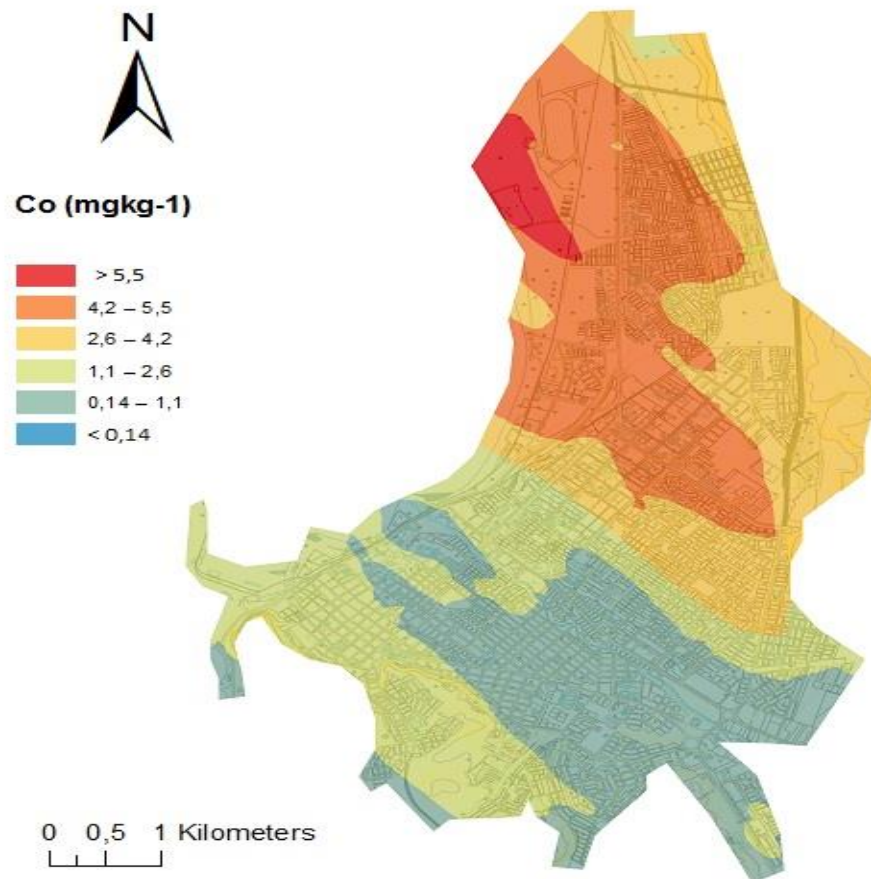 N
Co (mgkg-1)
> 5,5
4,2 – 5,5
2,6 – 4,2
1,1 – 2,6
0,14 – 1,1
< 0,14
0 0,5 1 Kilometers